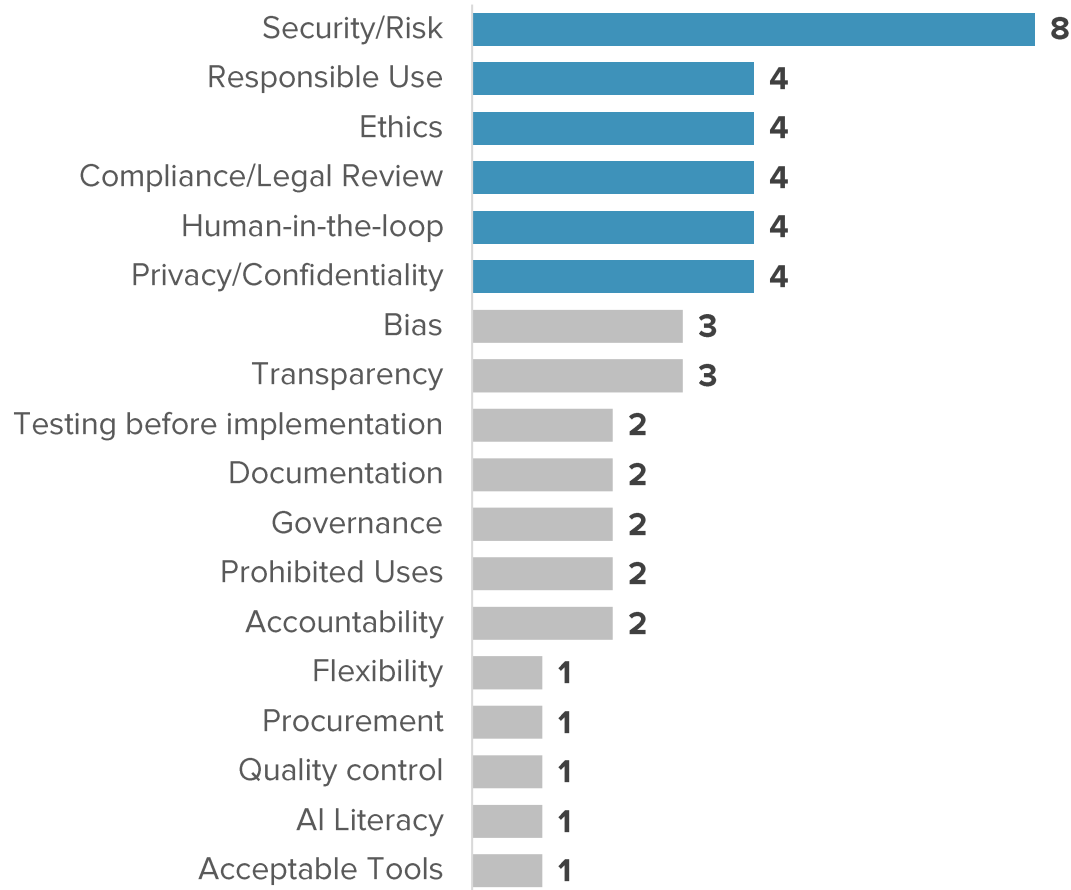 Security/Risk 8
Responsible Use 4
Ethics 4
Compliance/Legal Review 4
Human-in-the-loop 4
Privacy/Confidentiality 4
Bias 3
Transparency 3
Testing before implementation 2
Documentation 2
Governance 2
Prohibited Uses 2
Accountability 2
Flexibility 1
Procurement 1
Quality control 1
AI Literacy 1
Acceptable Tools 1